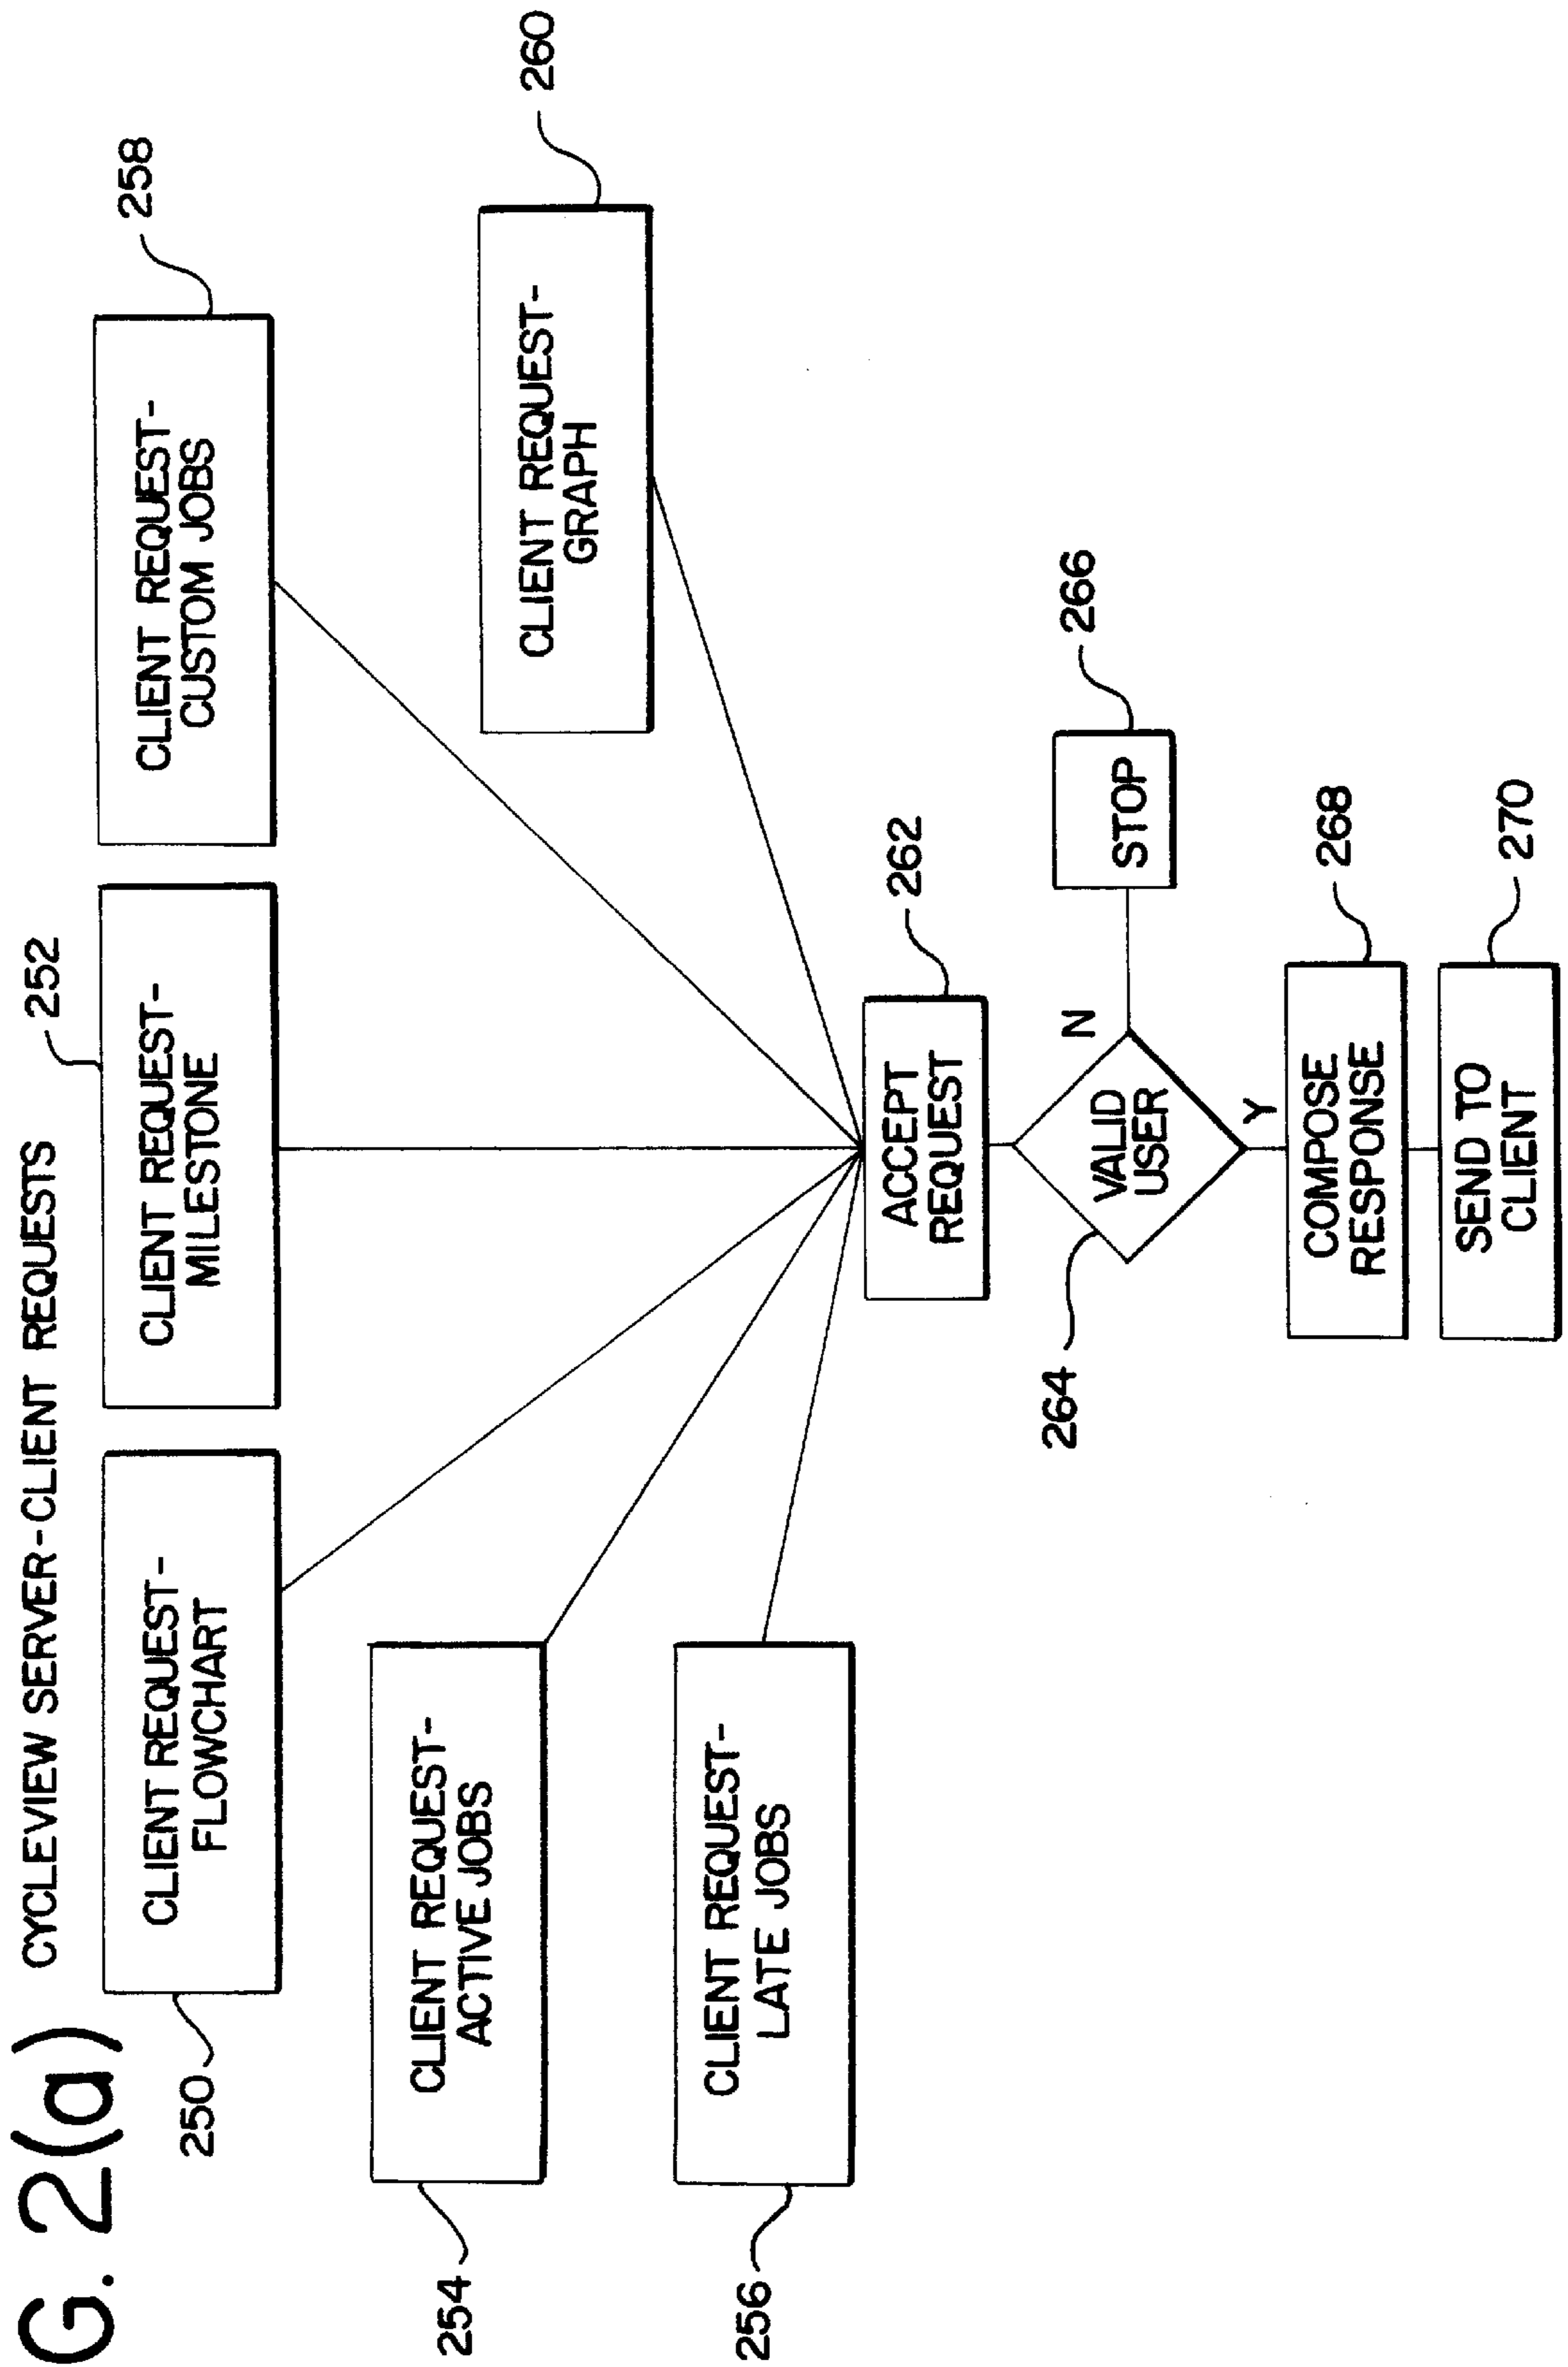 G. 2(a)
CYCLEVIEW SERVER-CLIENT REQUESTS
252
258
260
CLIENT REQUEST-
FLOWCHART
250
CLIENT REQUEST-
MILESTONE
CLIENT REQUEST-
CUSTOM JOBS
CLIENT REQUEST-
ACTIVE JOBS
254
CLIENT REQUEST-
GRAPH
CLIENT REQUEST-
LATE JOBS
256
ACCEPT
REQUEST
262
264
VALID
USER
N
STOP
266
Y
COMPOSE
RESPONSE
268
SEND TO
CLIENT
270